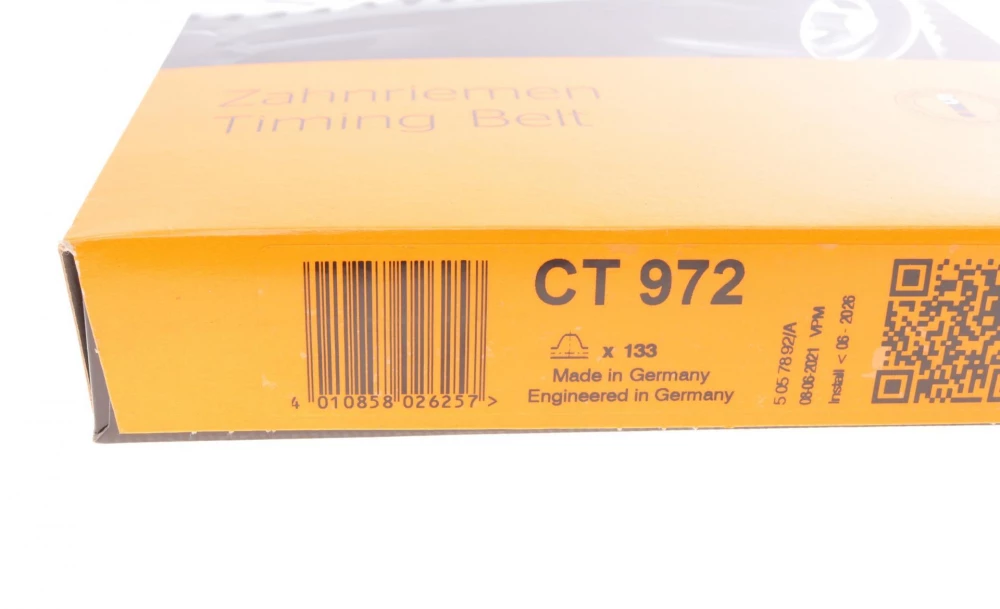 Zahnriemen
Timing Belt
CT 972
x 133
Made in Germany
Engineered in Germany
4 010858 026257 >
5 05 78 92/A
08-06-2021 VPM
Install < 06 - 2026